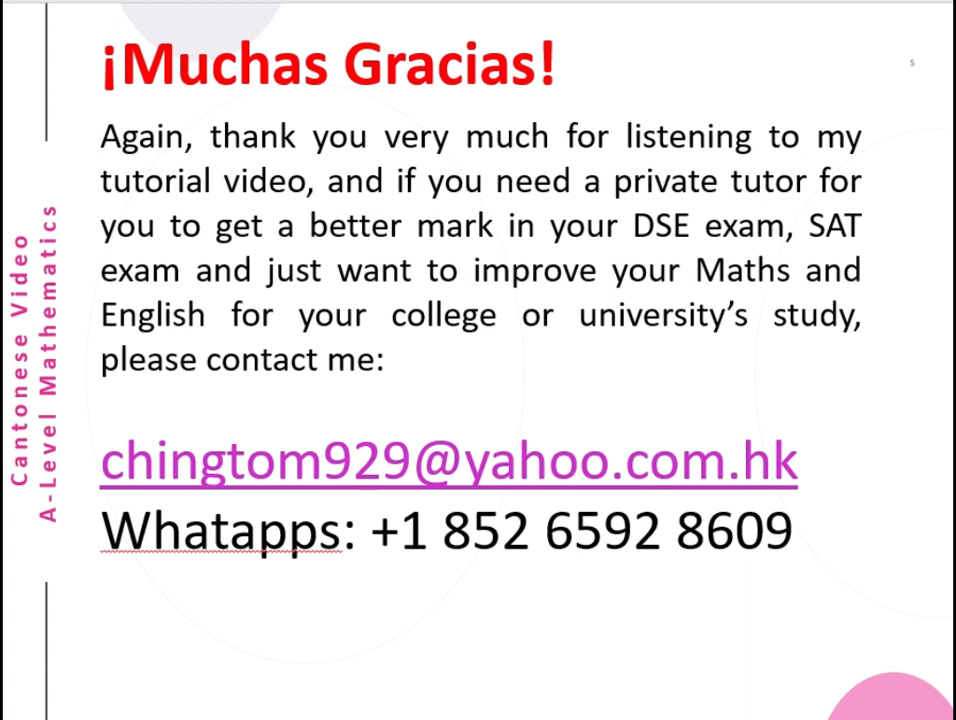 ¡Muchas Gracias!
5
Again, thank you very much for listening to my
tutorial video, and if you need a private tutor for
you to get a better mark in your DSE exam, SAT
exam and just want to improve your Maths and
English for your college or university’s study,
please contact me:
chingtom929@yahoo.com.hk
Whatapps: +1 852 6592 8609
Cantonese Video
A-Level Mathematics